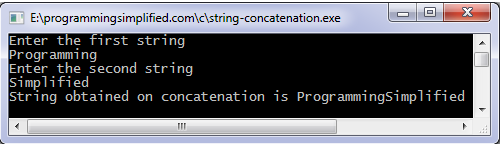 E:\programmingsimplified.com\c\string-concatenation.exe
Enter the first string
Programming
Enter the second string
Simplified
String obtained on concatenation is ProgrammingSimplified